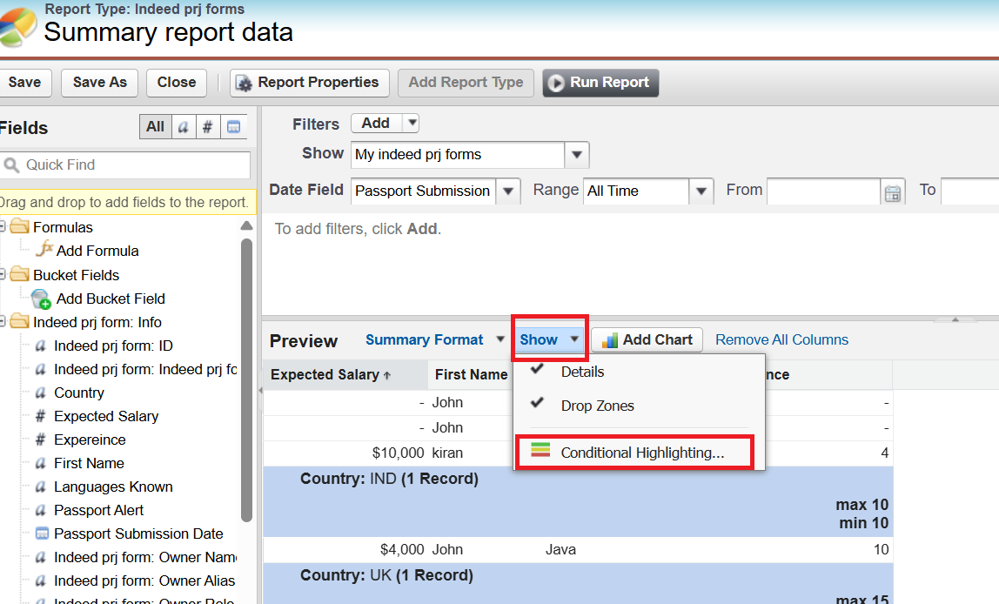 Report Type: Indeed prj forms
Summary report data
Save Save As Close Report Properties Add Report Type Run Report
Fields All a #
Quick Find
Drag and drop to add fields to the report.
Formulas
fx Add Formula
Bucket Fields
Add Bucket Field
Indeed prj form: Info
a Indeed prj form: ID
a Indeed prj form: Indeed prj fo
a Country
# Expected Salary
# Expereince
a First Name
a Languages Known
a Passport Alert
Passport Submission Date
a Indeed prj form: Owner Name
a Indeed prj form: Owner Alias
a Indeed prj form: Owner Role
Filters Add
Show My indeed prj forms
Date Field Passport Submission Range All Time From To
To add filters, click Add.
Preview Summary Format Show Add Chart Remove All Columns
Expected Salary ↑ First Name nce
Details
Drop Zones
Conditional Highlighting...
- John -
- John -
$10,000 kiran 4
Country: IND (1 Record)
max 10
min 10
$4,000 John Java 10
Country: UK (1 Record)
max 15